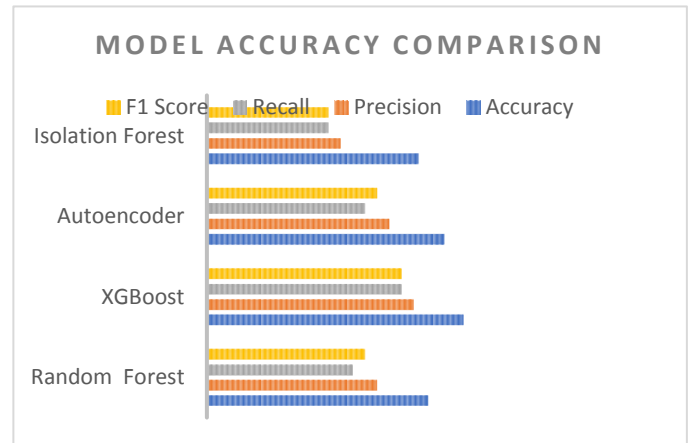 MODEL ACCURACY COMPARISON
F1 Score Recall Precision Accuracy
Isolation Forest
Autoencoder
XGBoost
Random Forest